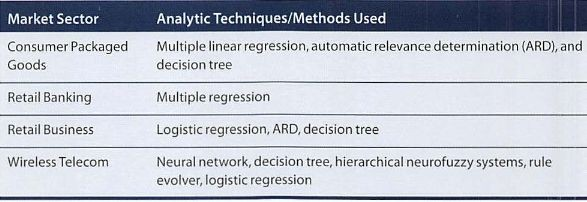 Market Sector Analytic Techniques/Methods Used
Consumer Packaged Multiple linear regression, automatic relevance determination (ARD), and
Goods decision tree
Retail Banking Multiple regression
Retail Business Logistic regression, ARD, decision tree
Wireless Telecom Neural network, decision tree, hierarchical neurofuzzy systems, rule
evolver, logistic regression